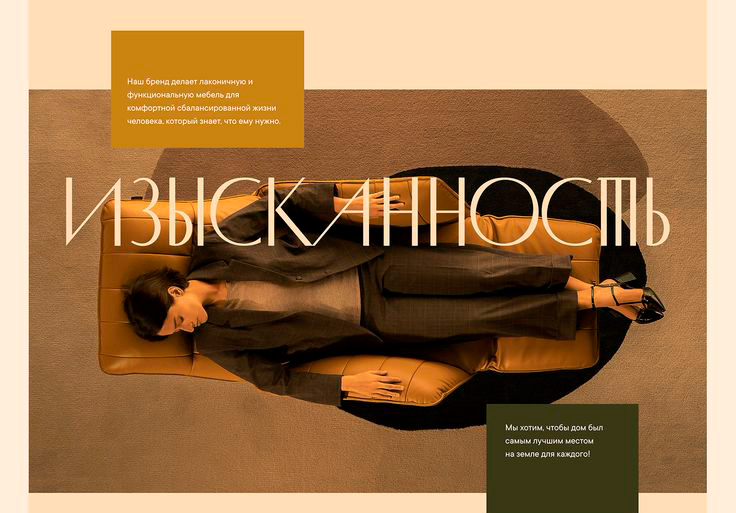 Наш бренд делает лаконичную и
функциональную мебель для
комфортной сбалансированной жизни
человека, который знает, что ему нужно.
ИЗЫСКАННОСТЬ
Мы хотим, чтобы дом был
самым лучшим местом
на земле для каждого!